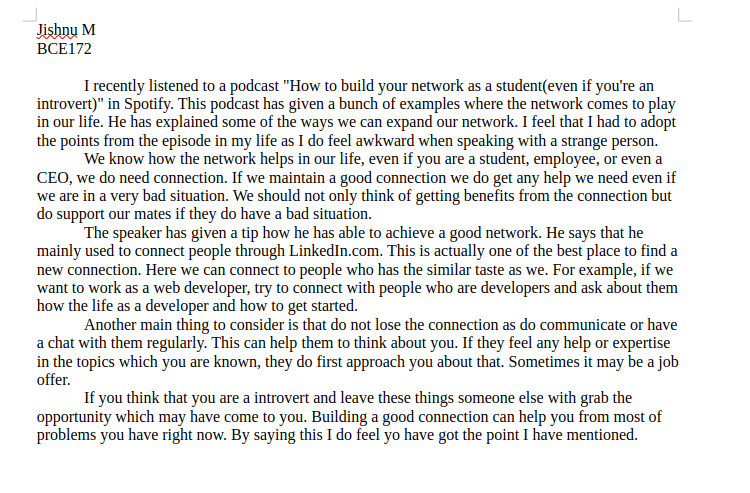 Jishnu M
BCE172
I recently listened to a podcast "How to build your network as a student(even if you're an
introvert)" in Spotify. This podcast has given a bunch of examples where the network comes to play
in our life. He has explained some of the ways we can expand our network. I feel that I had to adopt
the points from the episode in my life as I do feel awkward when speaking with a strange person.
We know how the network helps in our life, even if you are a student, employee, or even a
CEO, we do need connection. If we maintain a good connection we do get any help we need even if
we are in a very bad situation. We should not only think of getting benefits from the connection but
do support our mates if they do have a bad situation.
The speaker has given a tip how he has able to achieve a good network. He says that he
mainly used to connect people through LinkedIn.com. This is actually one of the best place to find a
new connection. Here we can connect to people who has the similar taste as we. For example, if we
want to work as a web developer, try to connect with people who are developers and ask about them
how the life as a developer and how to get started.
Another main thing to consider is that do not lose the connection as do communicate or have
a chat with them regularly. This can help them to think about you. If they feel any help or expertise
in the topics which you are known, they do first approach you about that. Sometimes it may be a job
offer.
If you think that you are a introvert and leave these things someone else with grab the
opportunity which may have come to you. Building a good connection can help you from most of
problems you have right now. By saying this I do feel yo have got the point I have mentioned.